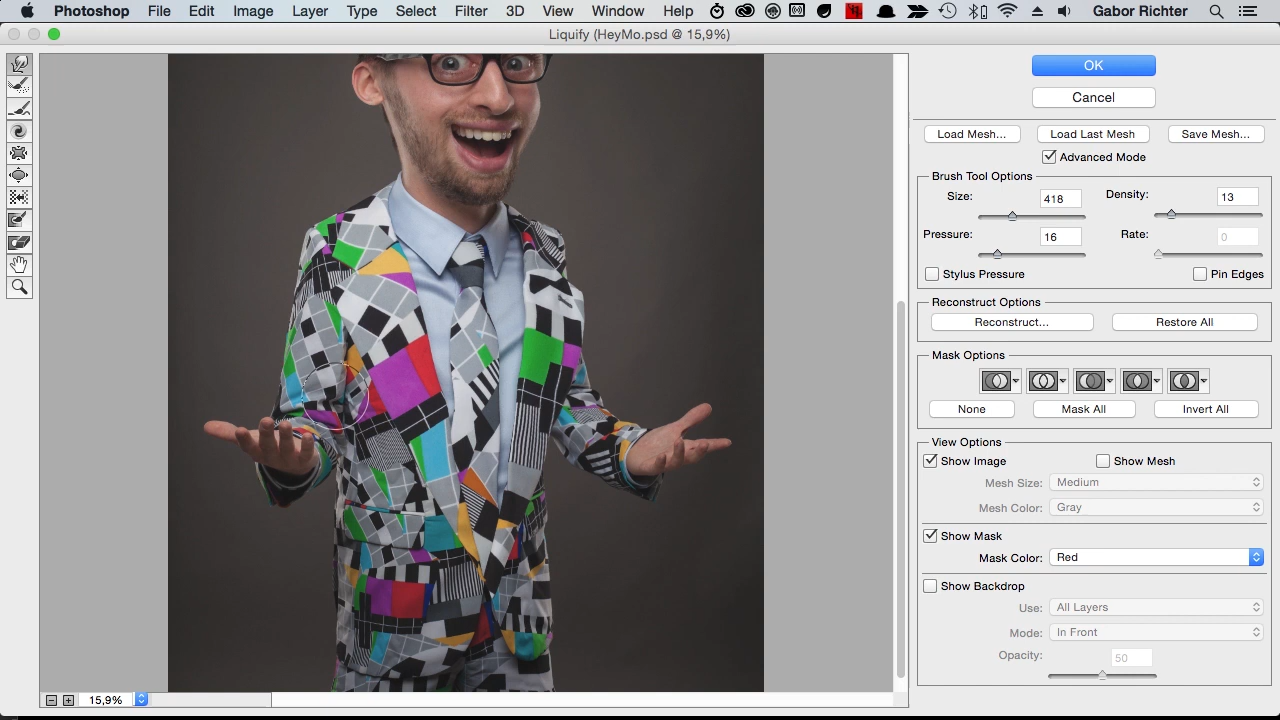 Photoshop File Edit Image Layer Type Select Filter 3D View Window Help Gabor Richter
Liquify (HeyMo.psd @ 15,9%)
OK
Cancel
Load Mesh... Load Last Mesh Save Mesh...
Advanced Mode
Brush Tool Options
Size: 418 Density: 13
Pressure: 16 Rate: 0
Stylus Pressure Pin Edges
Reconstruct Options
Reconstruct... Restore All
Mask Options
None Mask All Invert All
View Options
Show Image Show Mesh
Mesh Size: Medium
Mesh Color: Gray
Show Mask
Mask Color: Red
Show Backdrop
Use: All Layers
Mode: In Front
Opacity: 50
15,9%